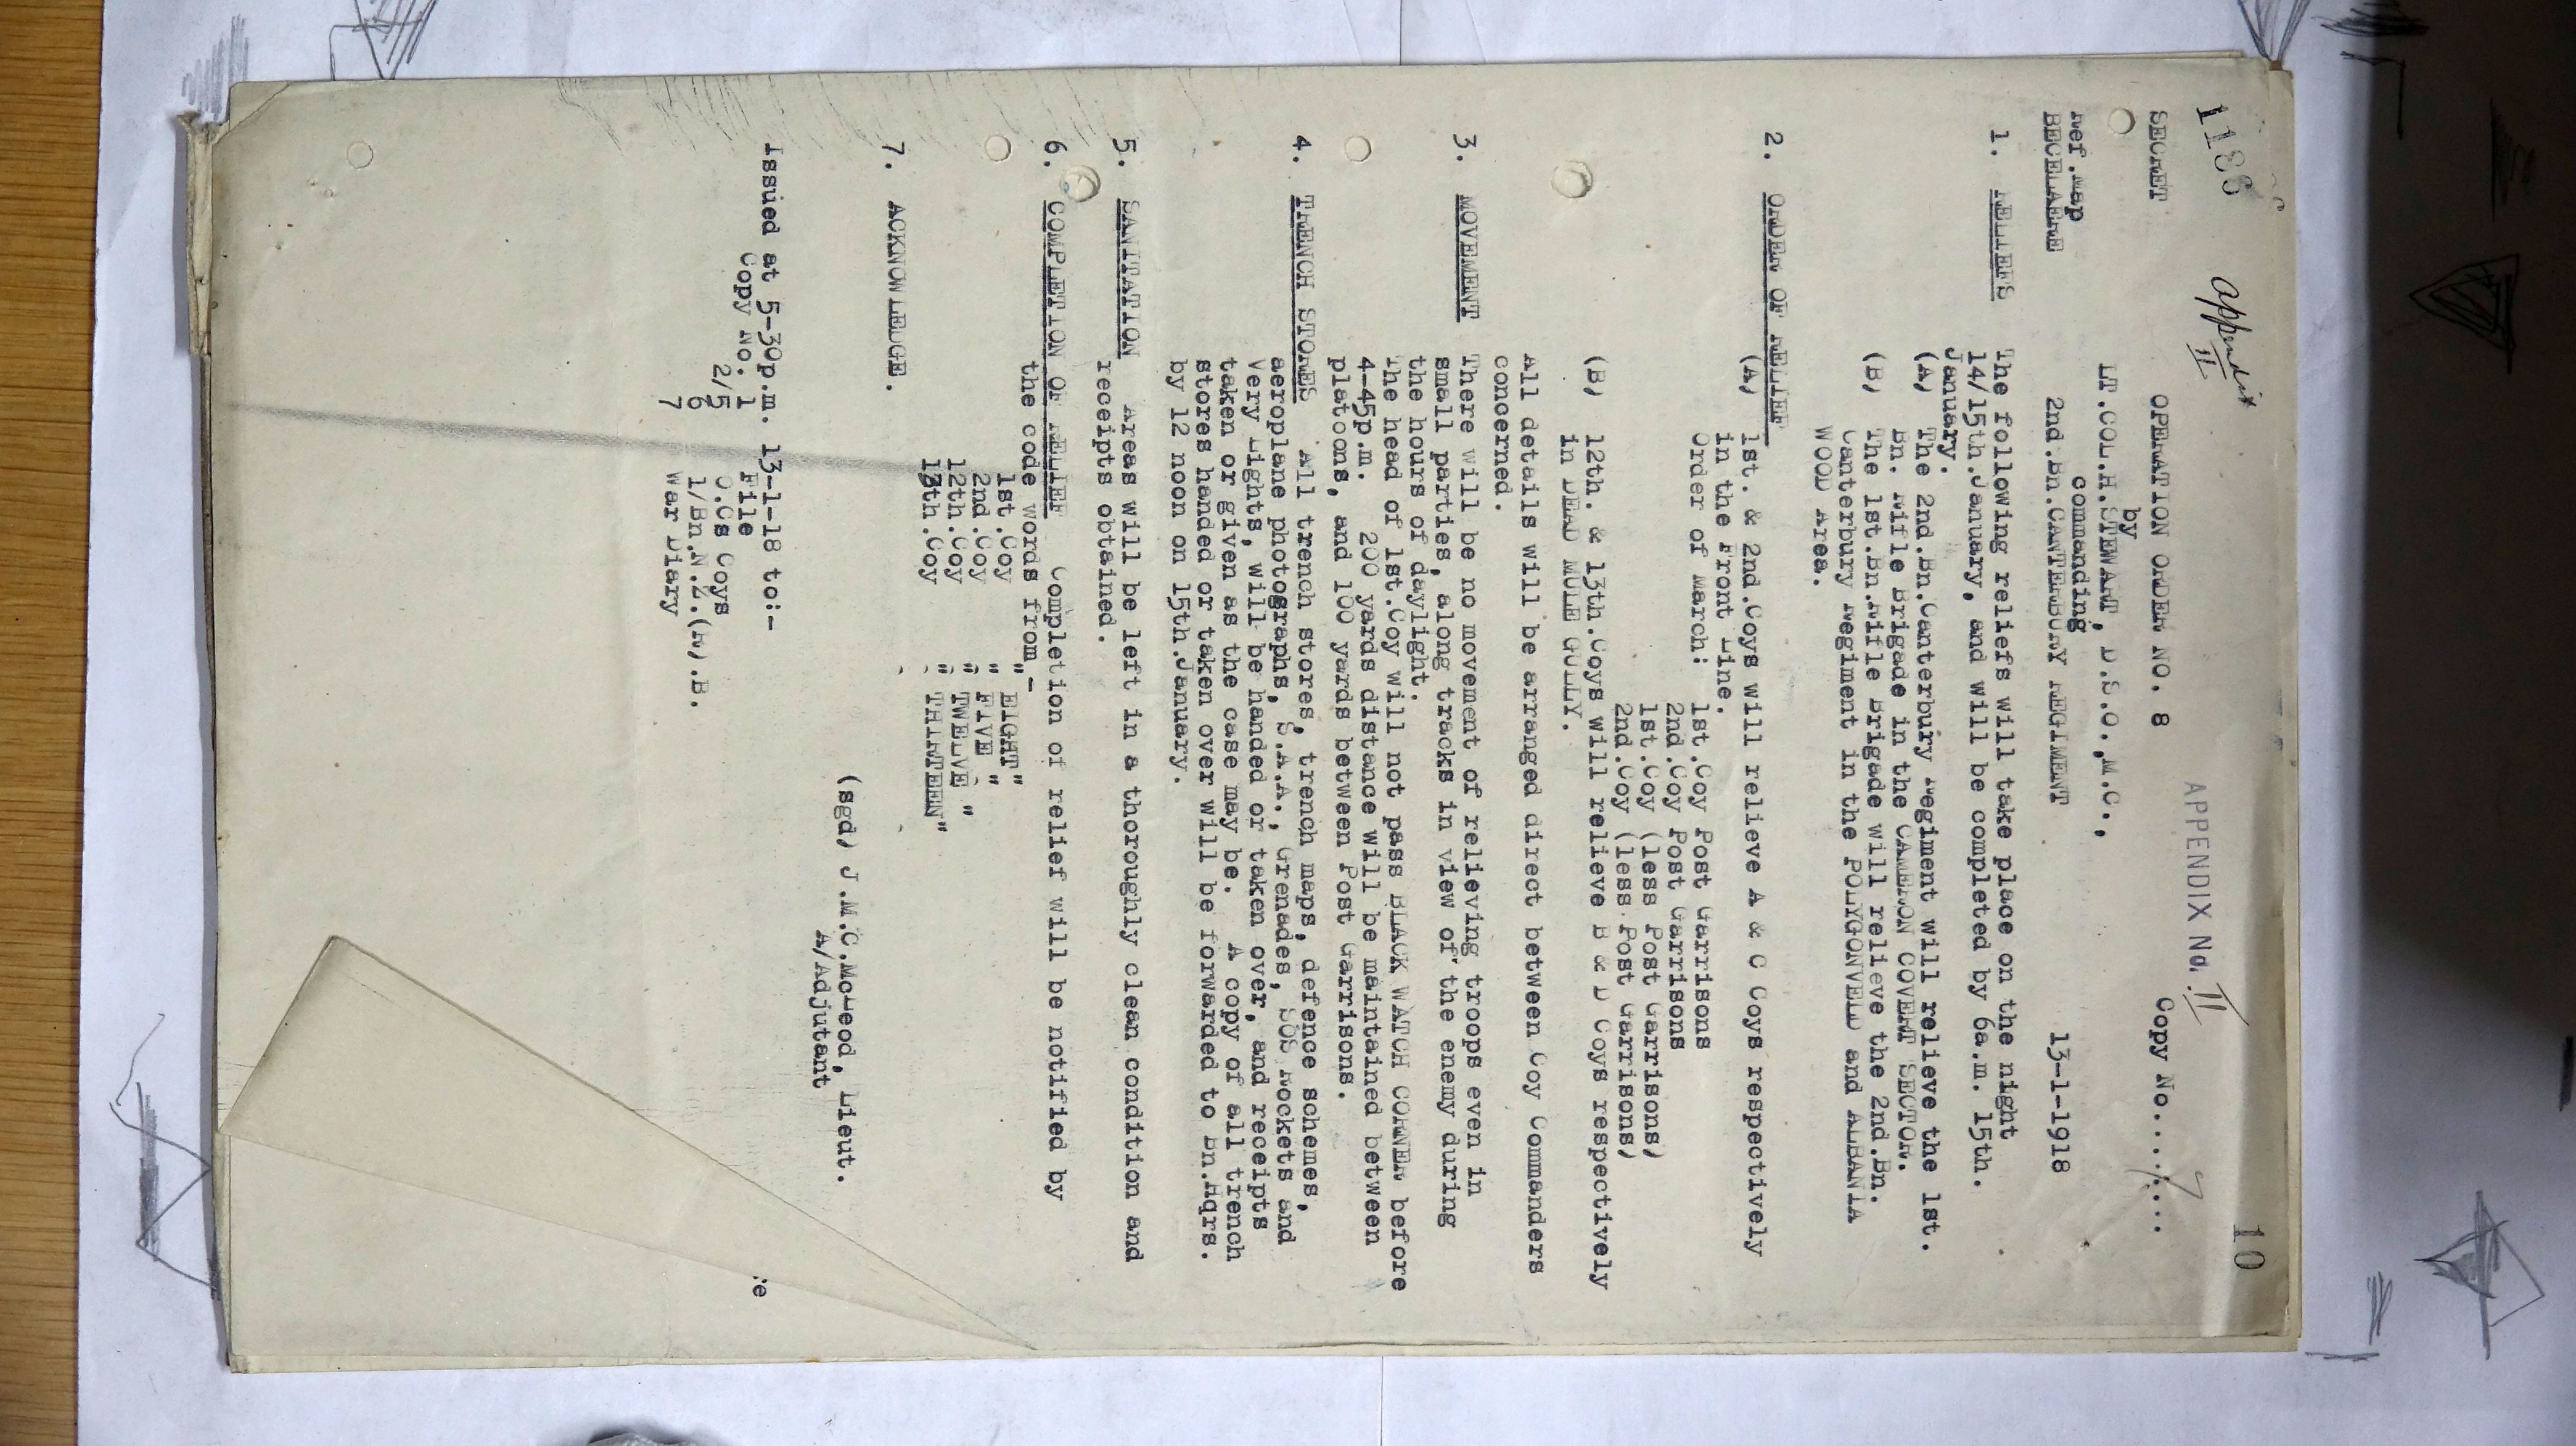 1186
Appendix II
APPENDIX No. II
10
SECRET OPERATION ORDER NO. 8 Copy No.....7....
by
LT.COL.H.STEWART, D.S.O.,M.C.,
commanding
Ref.Map 2nd.Bn.CANTERBURY REGIMENT 13-1-1918
BECELAERE
1. RELIEFS The following reliefs will take place on the night
14/15th.January, and will be completed by 6a.m. 15th.
January.
(A) The 2nd.Bn.Canterbury Regiment will relieve the 1st.
Bn. Rifle Brigade in the CAMERON COVERT SECTOR.
(B) The 1st.Bn.Rifle Brigade will relieve the 2nd.Bn.
Canterbury Regiment in the POLYGONVELD and ALBANIA
WOOD Area.
2. ORDER OF RELIEF
(A) 1st. & 2nd.Coys will relieve A & C Coys respectively
in the Front Line.
Order of March: 1st.Coy Post Garrisons
2nd.Coy Post Garrisons
1st.Coy (less Post Garrisons)
2nd.Coy (less Post Garrisons)
(B) 12th. & 13th.Coys will relieve B & D Coys respectively
in DEAD MULE GULLY.
All details will be arranged direct between Coy Commanders
concerned.
3. MOVEMENT There will be no movement of relieving troops even in
small parties, along tracks in view of the enemy during
the hours of daylight.
The head of 1st.Coy will not pass BLACK WATCH CORNER before
4-45p.m. 200 yards distance will be maintained between
platoons, and 100 yards between Post Garrisons.
4. TRENCH STORES All trench stores, trench maps, defence schemes,
aeroplane photographs, S.A.A., Grenades, SOS Rockets and
Very Lights, will be handed or taken over, and receipts
taken or given as the case may be. A copy of all trench
stores handed or taken over will be forwarded to Bn.Hqrs.
by 12 noon on 15th.January.
5. SANITATION Areas will be left in a thoroughly clean condition and
receipts obtained.
6. COMPLETION OF RELIEF Completion of relief will be notified by
the code words from -
1st.Coy " EIGHT"
2nd.Coy " FIVE "
12th.Coy " TWELVE "
13th.Coy " THIRTEEN"
7. ACKNOWLEDGE.
(sgd) J.M.C.McLeod, Lieut.
A/Adjutant
Issued at 5-30p.m. 13-1-18 to:-
Copy No. 1 File
2/5 O.Cs Coys
6 1/Bn.N.Z.(R).B.
7 War Diary